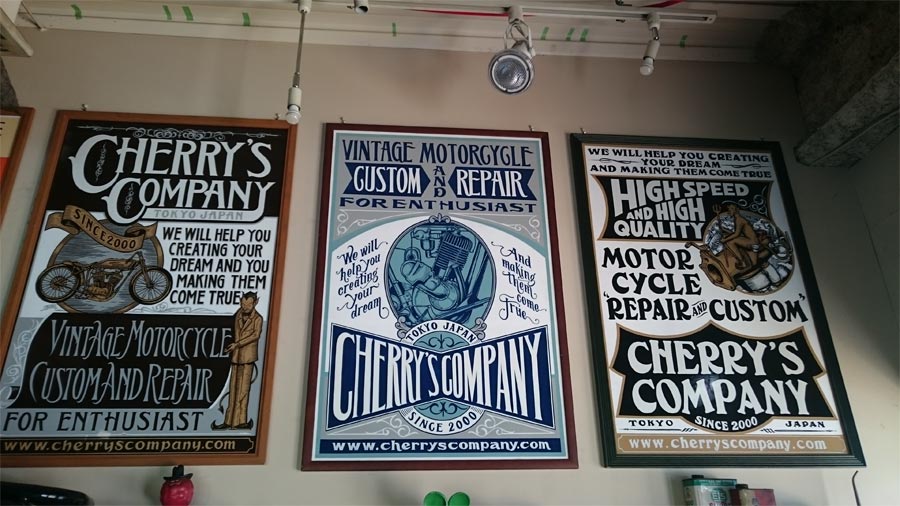 CHERRY'S
COMPANY
TOKYO JAPAN
SINCE 2000
WE WILL HELP YOU
CREATING YOUR
DREAM AND YOU
MAKING THEM
COME TRUE
VINTAGE MOTORCYCLE
CUSTOM AND REPAIR
FOR ENTHUSIAST
www.cherryscompany.com
VINTAGE MOTORCYCLE
CUSTOM AND REPAIR
FOR ENTHUSIAST
We will
help you
creating
your
dream
And
making
them
come
True
TOKYO JAPAN
CHERRY'S COMPANY
SINCE 2000
www.cherryscompany.com
WE WILL HELP YOU CREATING
YOUR DREAM
AND MAKING THEM COME TRUE
HIGH SPEED
AND HIGH
QUALITY
MOTOR
CYCLE
"REPAIR AND CUSTOM"
CHERRY'S
COMPANY
TOKYO SINCE 2000 JAPAN
www.cherryscompany.com